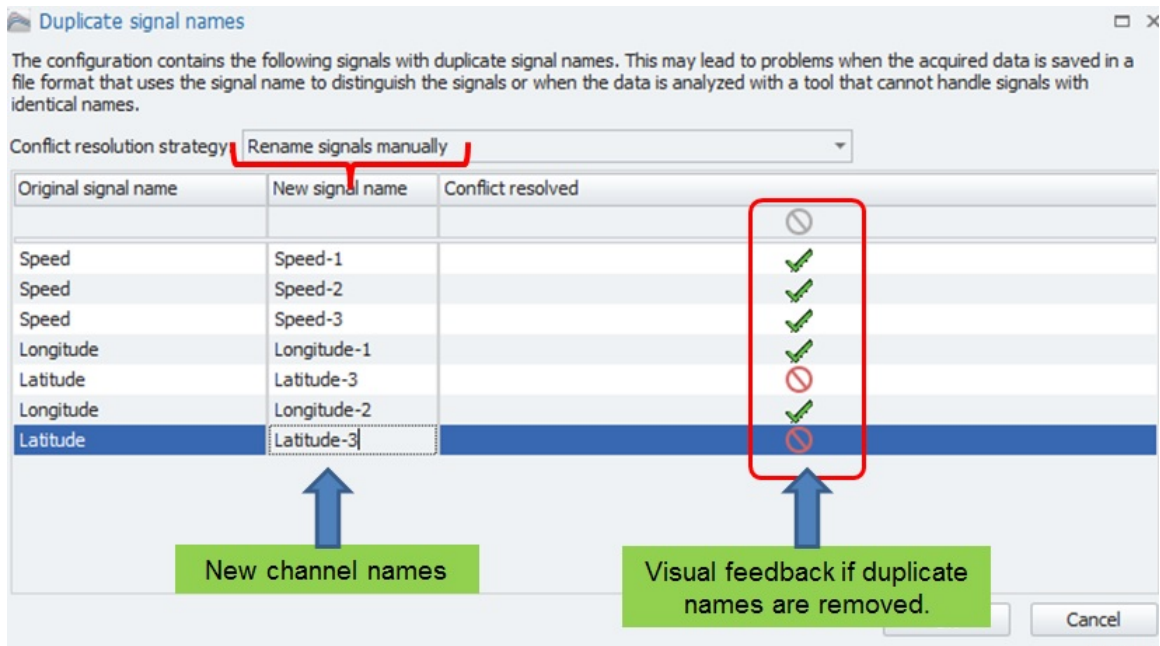 Duplicate signal names
The configuration contains the following signals with duplicate signal names. This may lead to problems when the acquired data is saved in a
file format that uses the signal name to distinguish the signals or when the data is analyzed with a tool that cannot handle signals with
identical names.
Conflict resolution strategy: Rename signals manually
Original signal name New signal name Conflict resolved
Speed Speed-1
Speed Speed-2
Speed Speed-3
Longitude Longitude-1
Latitude Latitude-3
Longitude Longitude-2
Latitude Latitude-3
New channel names
Visual feedback if duplicate
names are removed.
Cancel